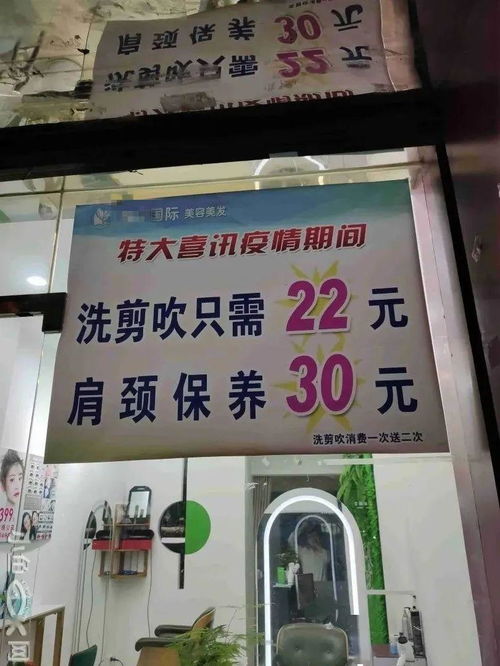 国际 美容美发
特大喜讯疫情期间
洗剪吹只需 22 元
肩颈保养 30 元
洗剪吹消费一次送二次
399